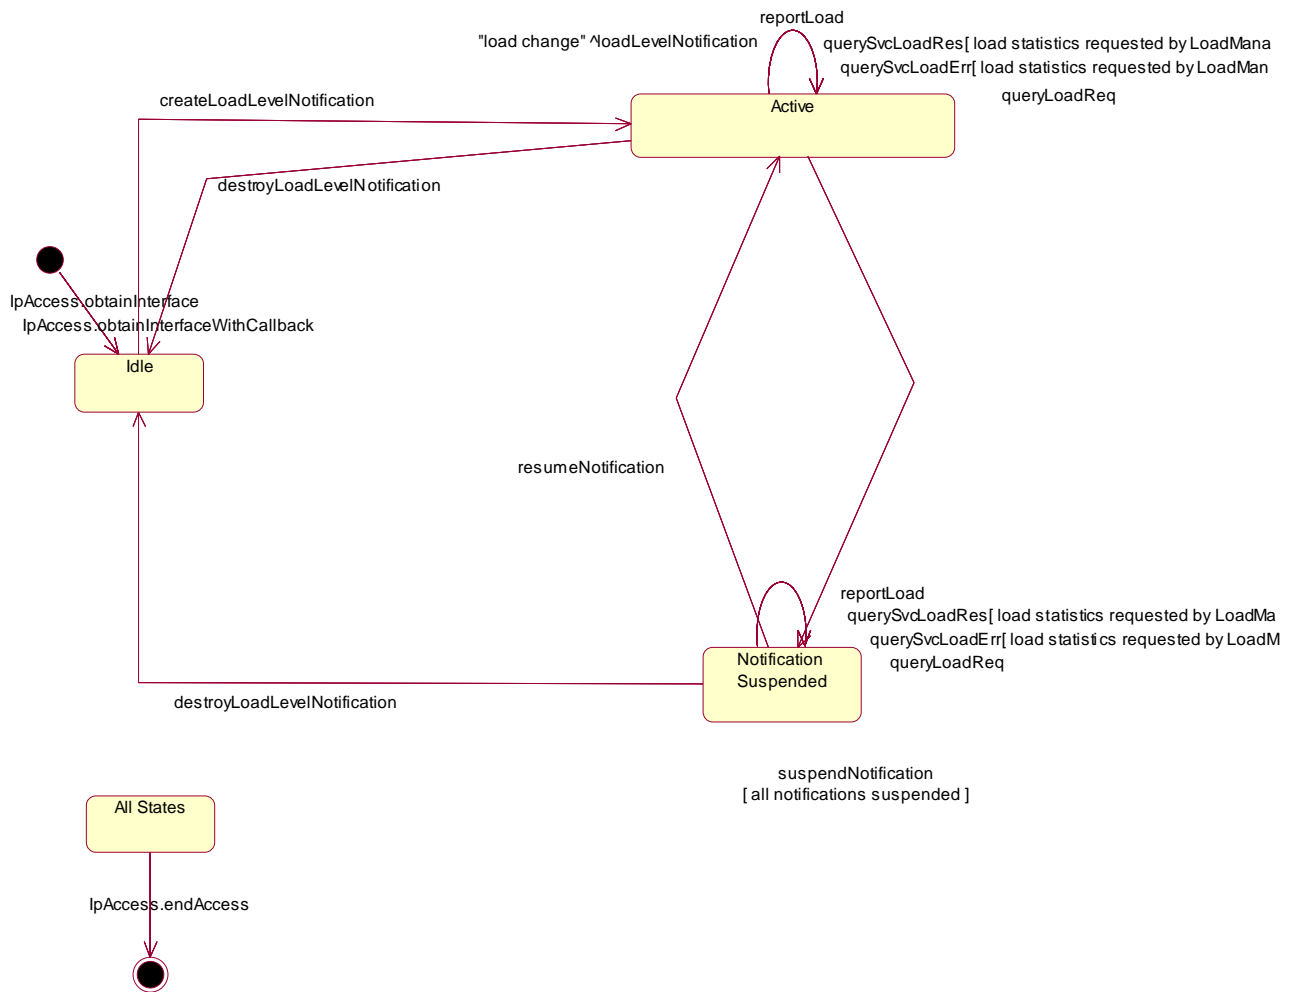 reportLoad
"load change" ^loadLevelNotification
querySvcLoadRes[ load statistics requested by LoadMana
querySvcLoadErr[ load statistics requested by LoadMan
queryLoadReq
createLoadLevelNotification
Active
destroyLoadLevelNotification
IpAccess.obtainInterface
IpAccess.obtainInterfaceWithCallback
Idle
resumeNotification
reportLoad
querySvcLoadRes[ load statistics requested by LoadMa
querySvcLoadErr[ load statistics requested by LoadM
queryLoadReq
Notification
Suspended
destroyLoadLevelNotification
suspendNotification
[ all notifications suspended ]
All States
IpAccess.endAccess